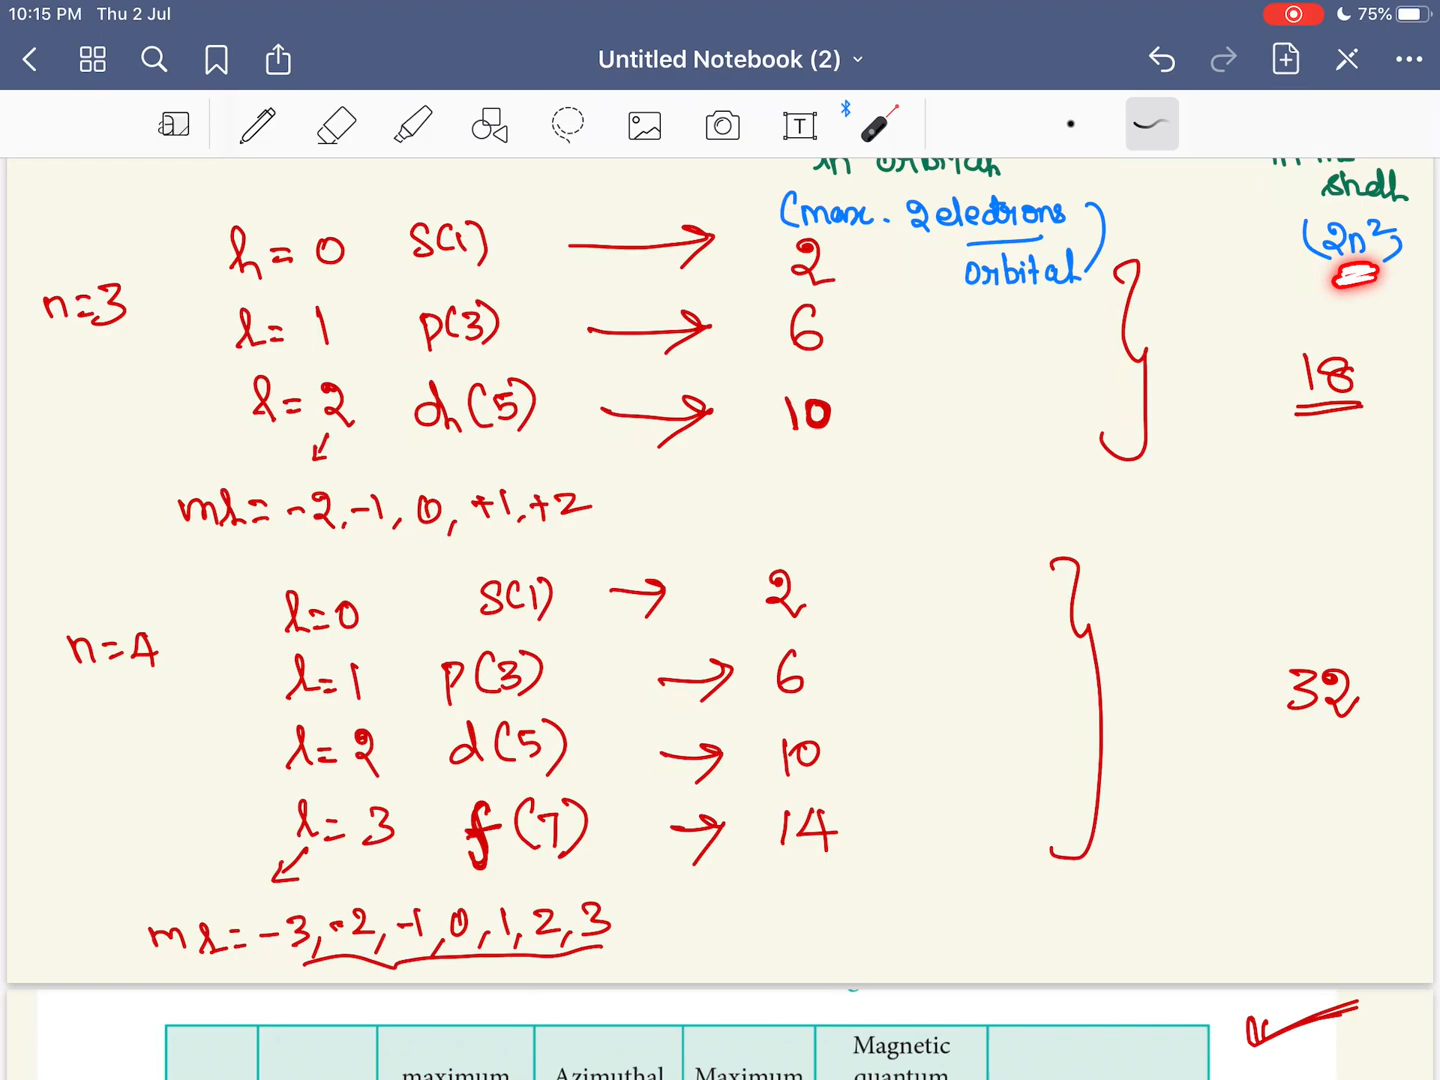 10:15 PM Thu 2 Jul 75%
Untitled Notebook (2)
T
in orbital
shell
(max. 2 electrons
orbital)
(2n²)
n=3
l=0 S(1) → 2
l=1 P(3) → 6
l=2 d(5) → 10
18
ml=-2,-1, 0, +1,+2
n=4
l=0 S(1) → 2
l=1 P(3) → 6
l=2 d(5) → 10
l=3 f(7) → 14
32
ml=-3,-2,-1,0,1,2,3
Magnetic
maximum Azimuthal Maximum quantum